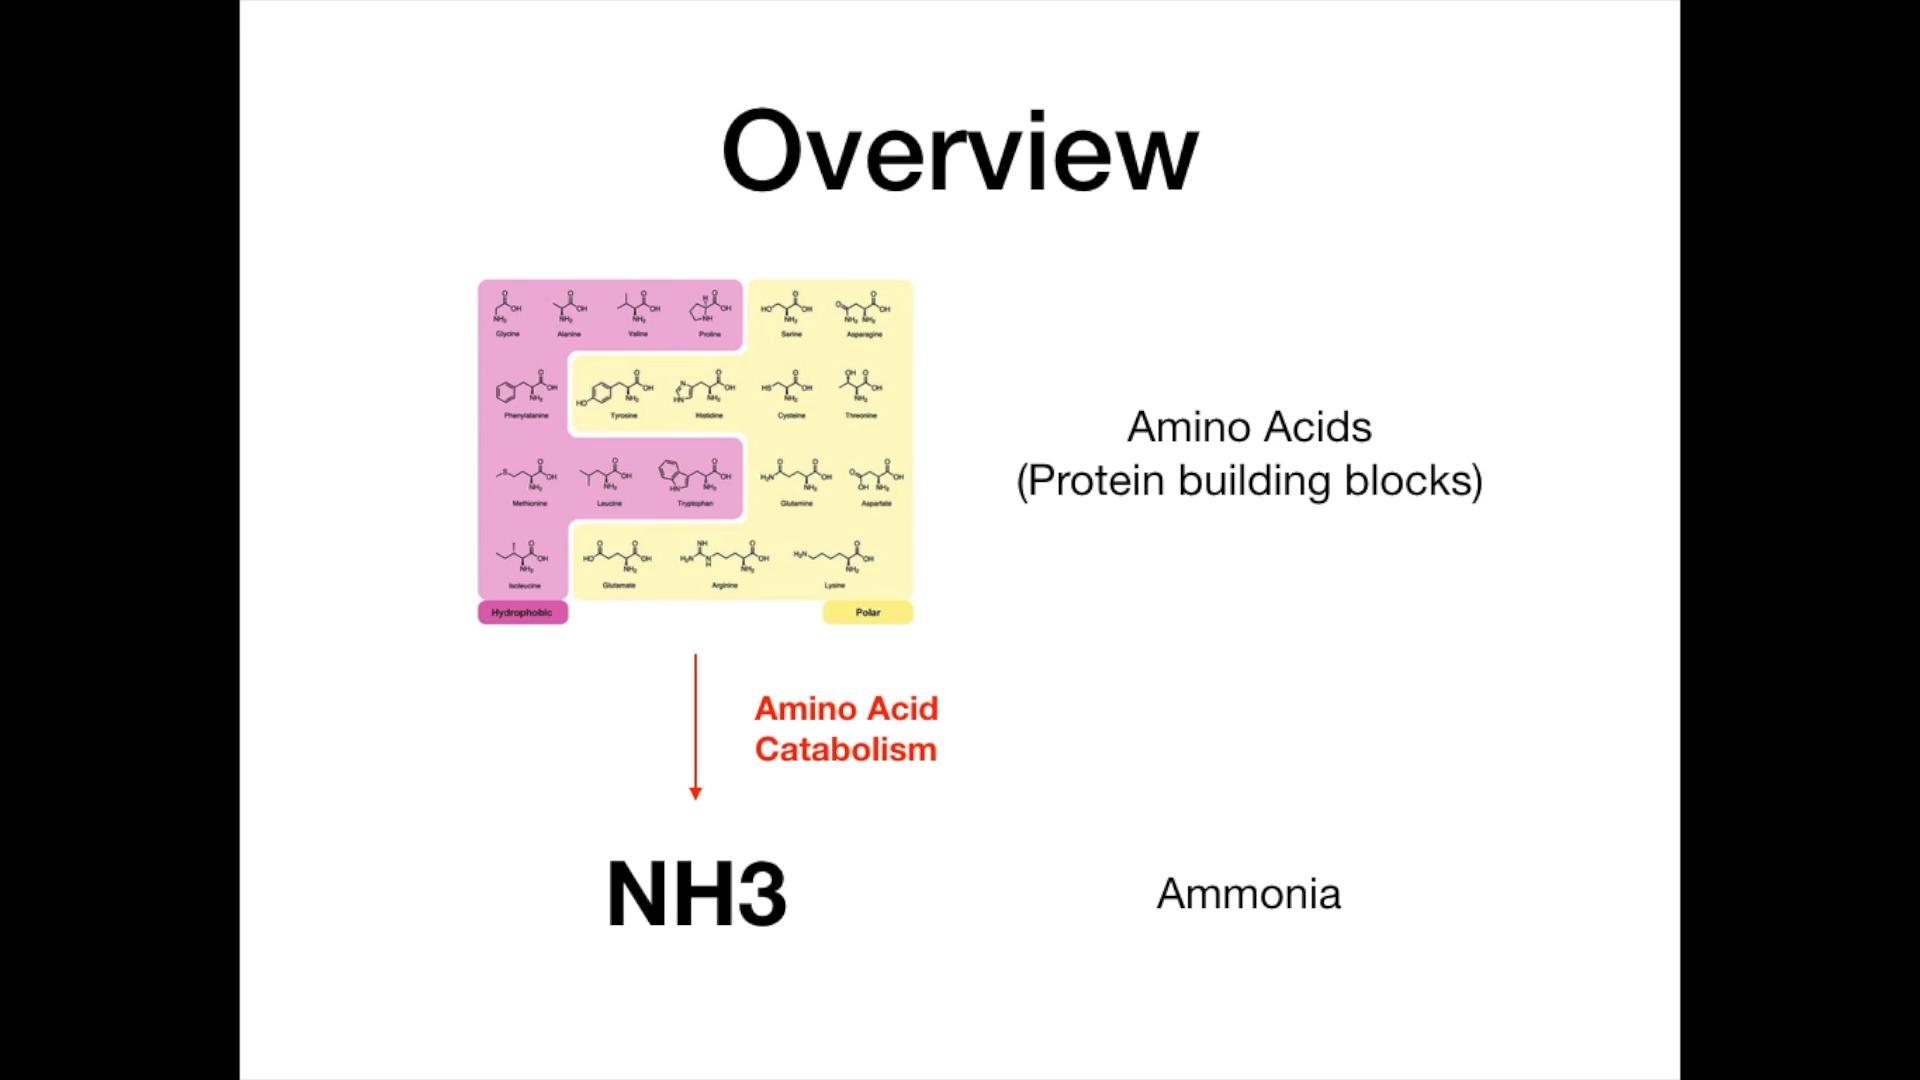 Overview
Glycine
Alanine
Valine
Proline
Serine
Asparagine
Phenylalanine
Tyrosine
Histidine
Cysteine
Threonine
Methionine
Leucine
Tryptophan
Glutamine
Aspartate
Isoleucine
Glutamate
Arginine
Lysine
Hydrophobic
Polar
Amino Acids
(Protein building blocks)
Amino Acid
Catabolism
NH3
Ammonia